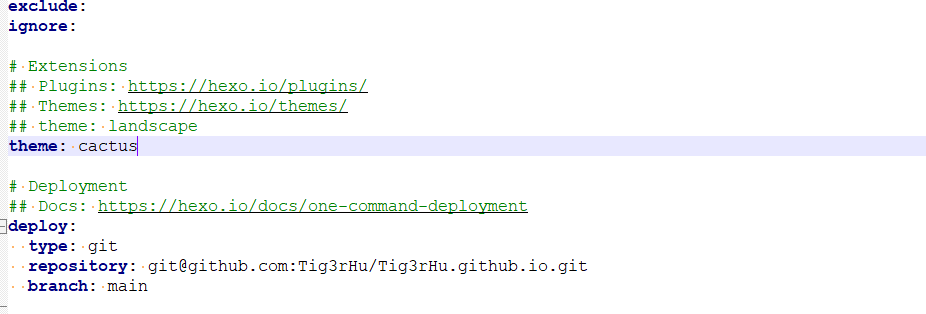 exclude:
ignore:
# Extensions
## Plugins: https://hexo.io/plugins/
## Themes: https://hexo.io/themes/
## theme: landscape
theme: cactus
# Deployment
## Docs: https://hexo.io/docs/one-command-deployment
deploy:
  type: git
  repository: git@github.com:Tig3rHu/Tig3rHu.github.io.git
  branch: main